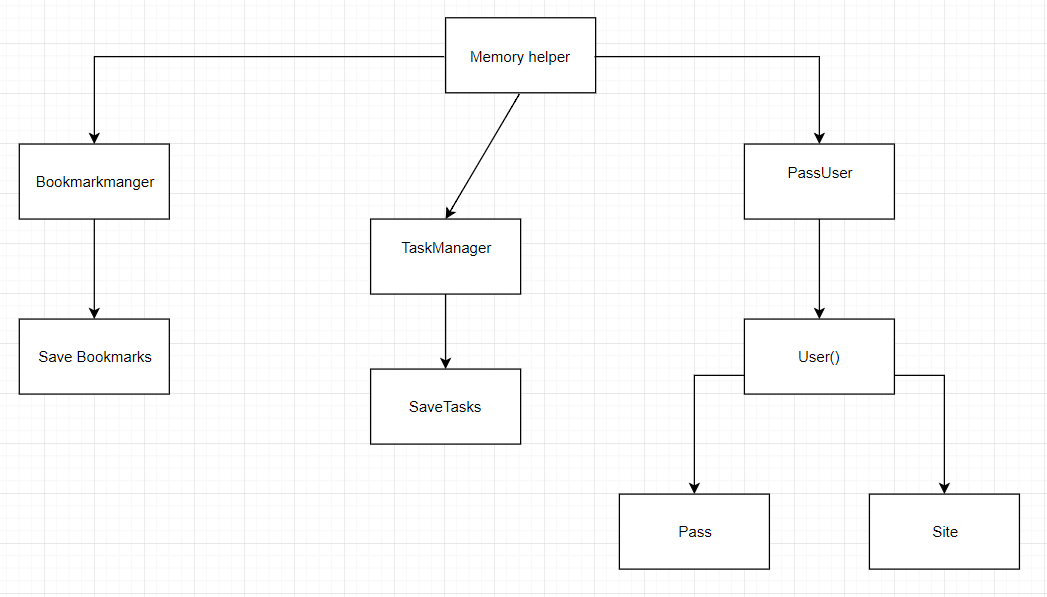 Memory helper
Bookmarkmanger
PassUser
TaskManager
Save Bookmarks
User()
SaveTasks
Pass
Site